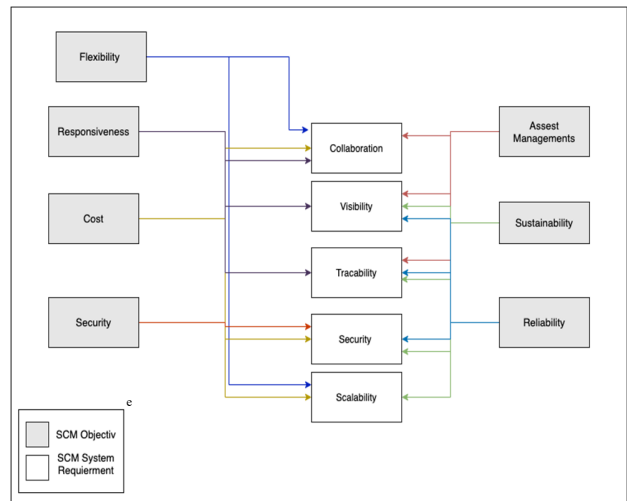 Flexibility
Responsiveness
Cost
Security
Collaboration
Visibility
Tracability
Security
Scalability
Assest
Managements
Sustainability
Reliability
e
SCM Objectiv
SCM System
Requierment